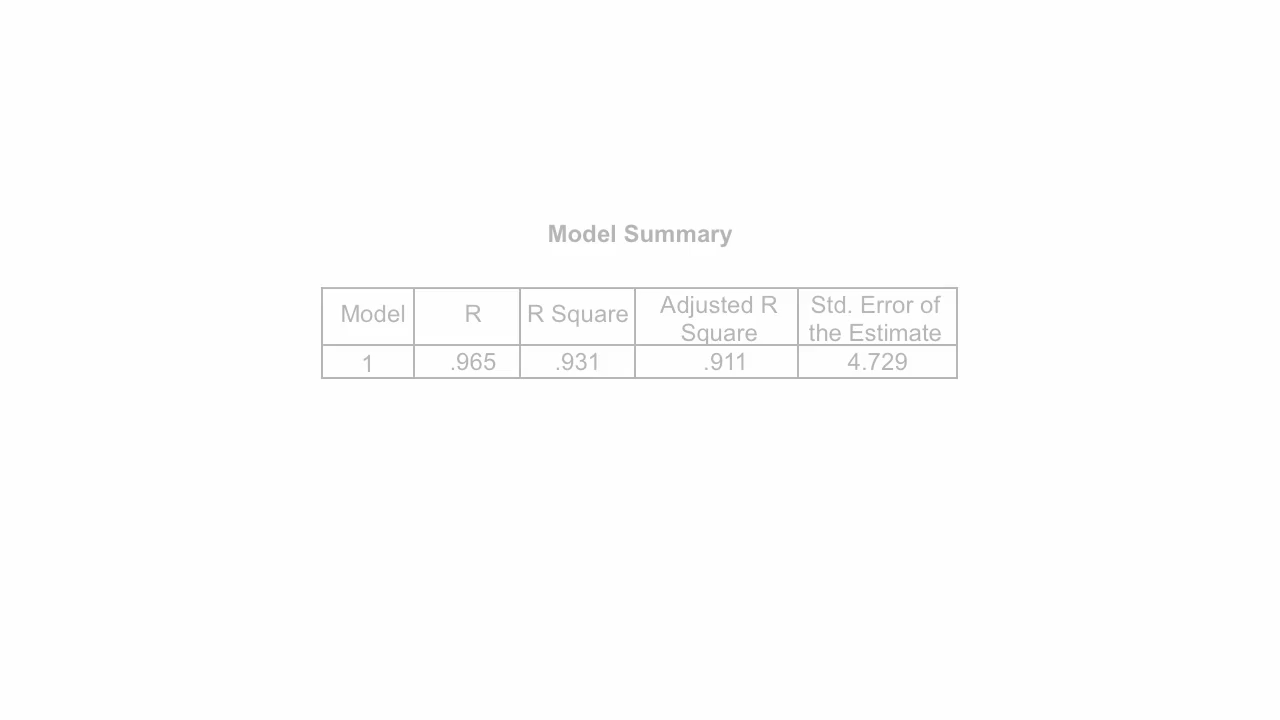 Model Summary
Model R R Square Adjusted R Square Std. Error of the Estimate
1 .965 .931 .911 4.729